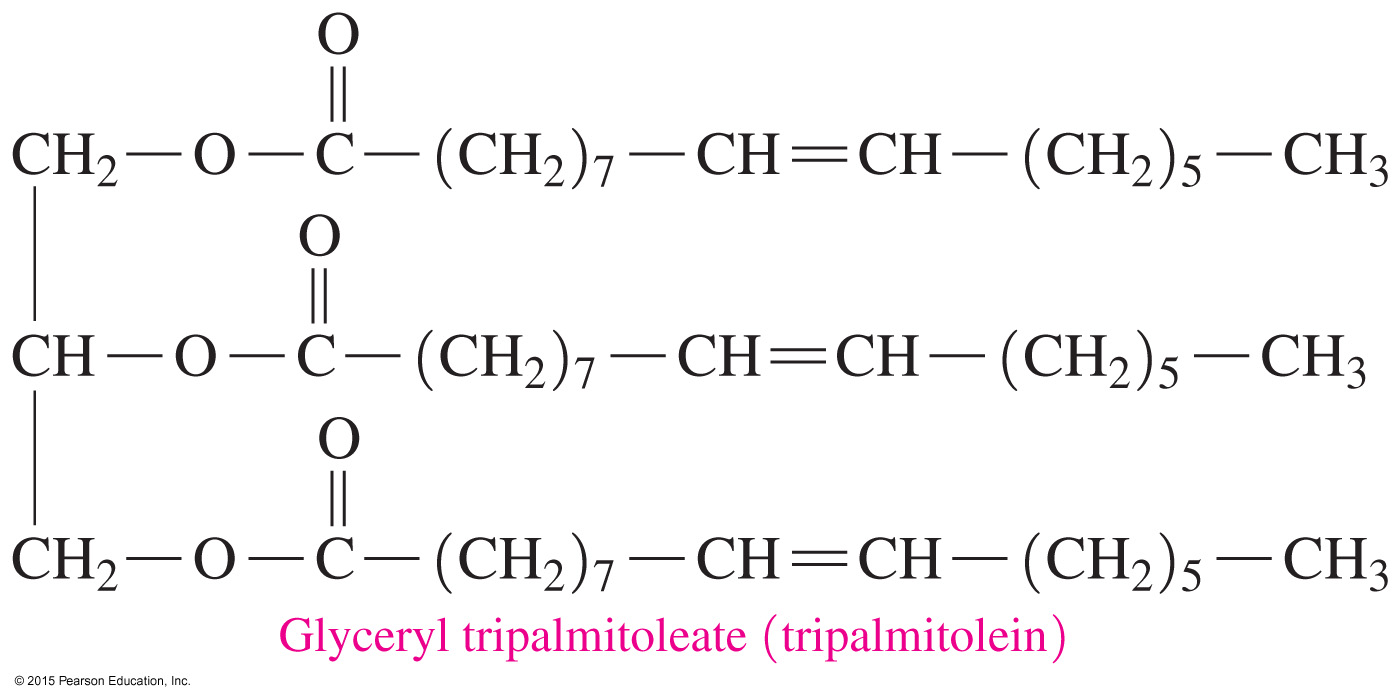 O
CH₂—O—C—(CH₂)₇—CH=CH—(CH₂)₅—CH₃
O
CH—O—C—(CH₂)₇—CH=CH—(CH₂)₅—CH₃
O
CH₂—O—C—(CH₂)₇—CH=CH—(CH₂)₅—CH₃
Glyceryl tripalmitoleate (tripalmitolein)
© 2015 Pearson Education, Inc.